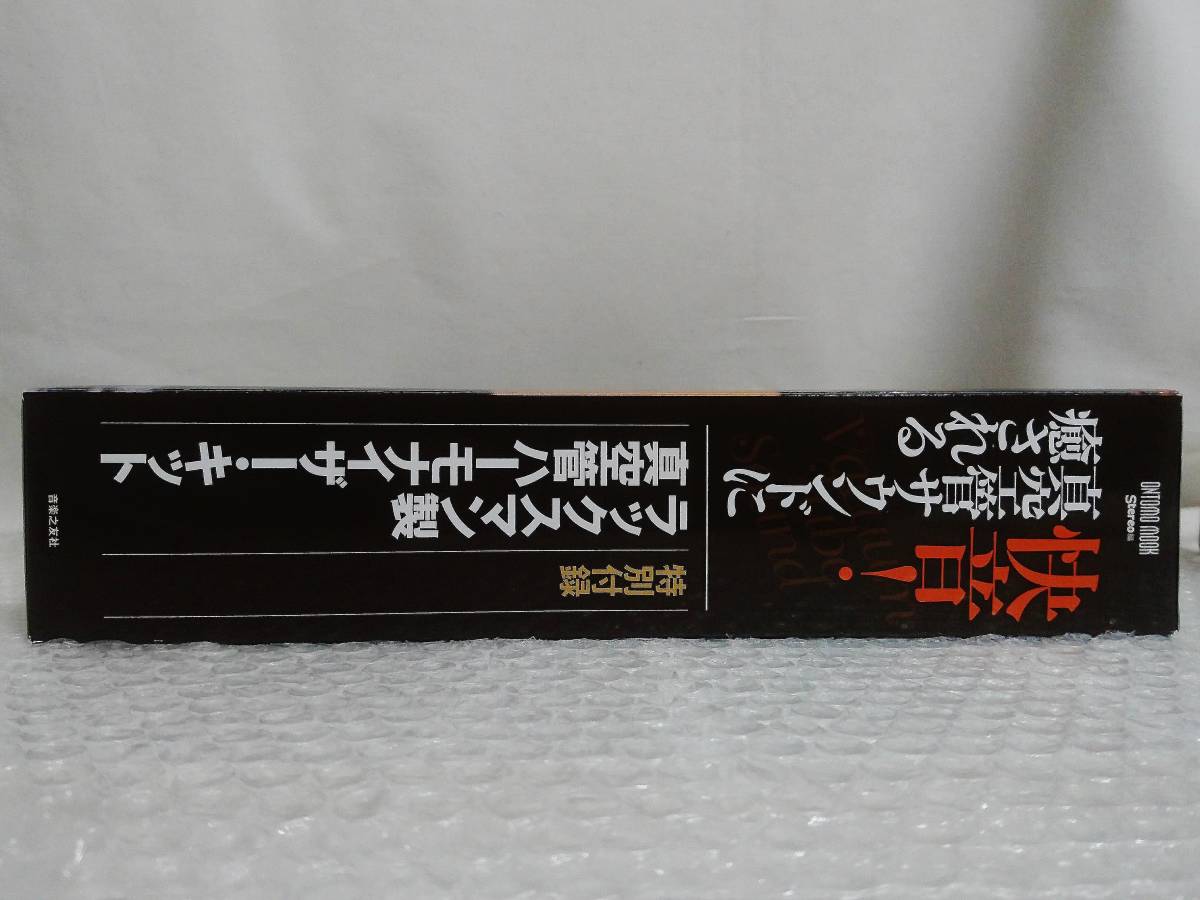 ONTOMO MOOK
Stereo編
快音!
真空管サウンドに
癒される
特別付録
ラックスマン製
真空管ハーモナイザー・キット
音楽之友社